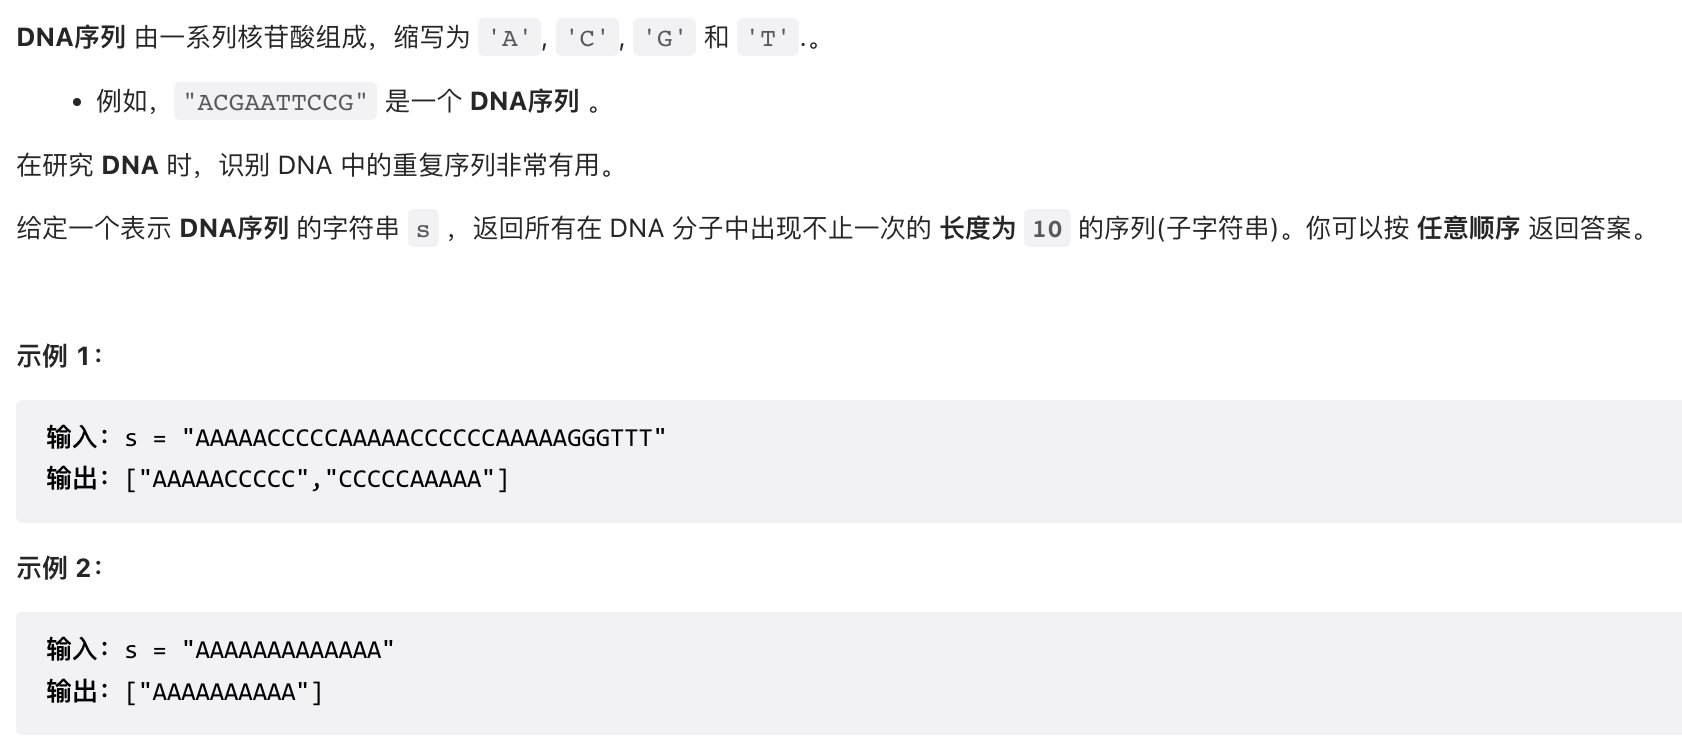 DNA序列 由一系列核苷酸组成，缩写为 'A', 'C', 'G' 和 'T'.。
• 例如，"ACGAATTCCG" 是一个 DNA序列 。
在研究 DNA 时，识别 DNA 中的重复序列非常有用。
给定一个表示 DNA序列 的字符串 s ，返回所有在 DNA 分子中出现不止一次的 长度为 10 的序列(子字符串)。你可以按 任意顺序 返回答案。
示例 1：
输入：s = "AAAAACCCCCAAAAACCCCCCAAAAAGGGTTT"
输出：["AAAAACCCCC","CCCCCAAAAA"]
示例 2：
输入：s = "AAAAAAAAAAAAA"
输出：["AAAAAAAAAA"]